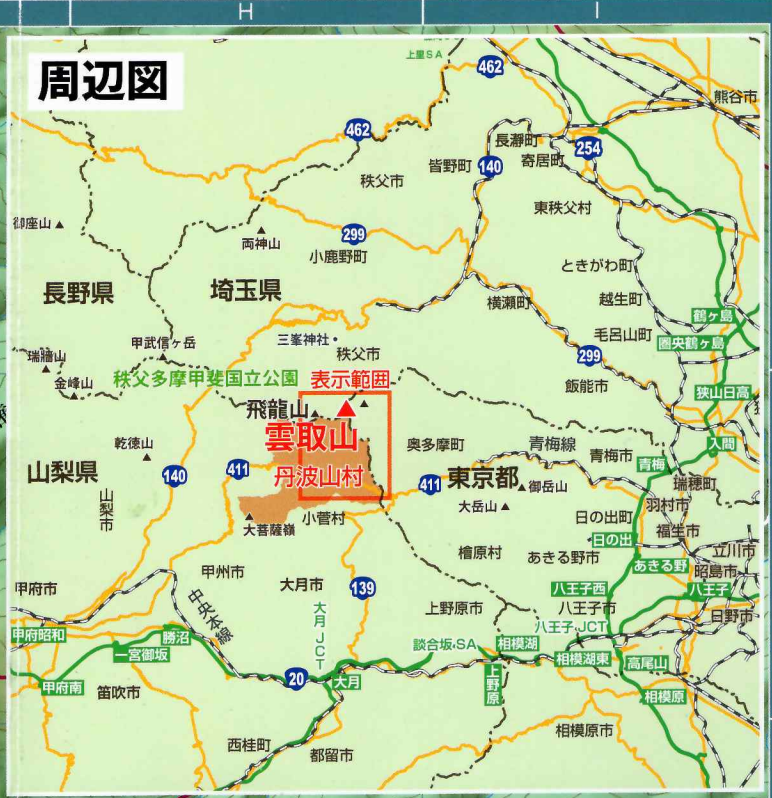 H
I
周辺図
上里SA
462
熊谷市
462
長瀞町
254
皆野町
140
寄居町
秩父市
東秩父村
御座山
両神山
299
小鹿野町
ときがわ町
長野県
埼玉県
横瀬町
越生町
鶴ヶ島
毛呂山町
圏央鶴ヶ島
甲武信ヶ岳
三峯神社
秩父市
299
瑞牆山
金峰山
秩父多摩甲斐国立公園
表示範囲
飯能市
狭山日高
飛龍山
雲取山
乾徳山
奥多摩町
青梅線
青梅市
入間
山梨県
140
411
丹波山村
411
東京都
御岳山
青梅
瑞穂町
山梨市
大岳山
羽村市
大菩薩嶺
小菅村
日の出町
福生市
日の出
檜原村
あきる野市
立川市
あきる野
昭島市
甲府市
甲州市
大月市
139
八王子西
八王子
中央本線
上野原市
八王子市
日野市
大月JCT
八王子JCT
甲府昭和
勝沼
談合坂SA
相模湖
一宮御坂
相模湖東
高尾山
甲府南
笛吹市
20
大月
上野原
相模原
西桂町
都留市
相模原市